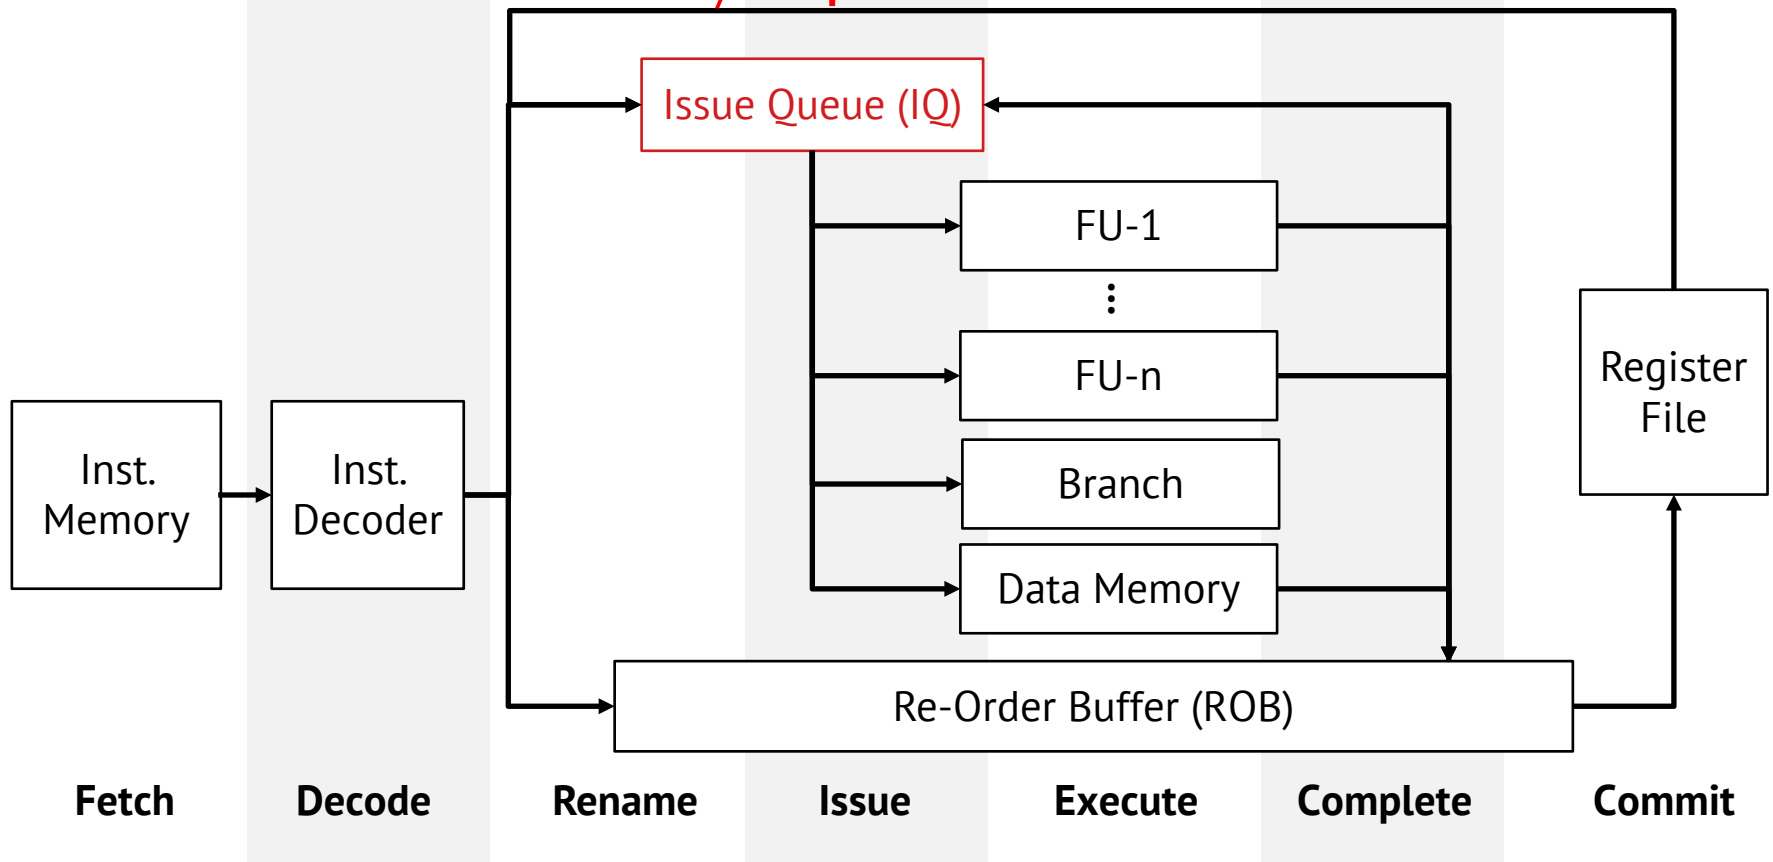 Issue Queue (IQ)
FU-1
FU-n
Branch
Data Memory
Inst.
Memory
Inst.
Decoder
Register
File
Re-Order Buffer (ROB)
Fetch
Decode
Rename
Issue
Execute
Complete
Commit